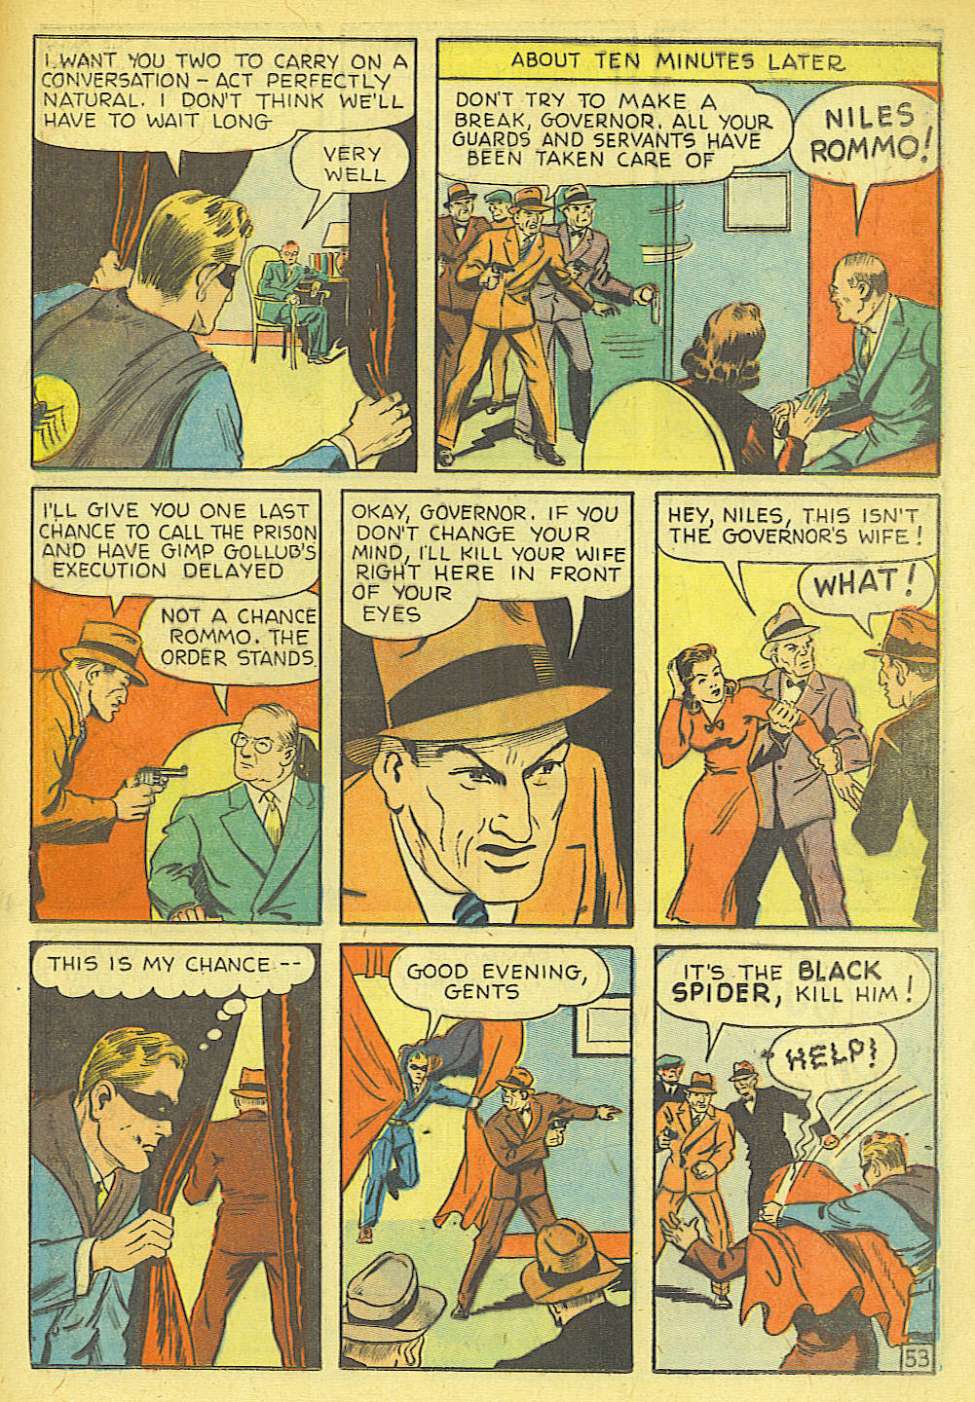 I WANT YOU TWO TO CARRY ON A
CONVERSATION - ACT PERFECTLY
NATURAL. I DON'T THINK WE'LL
HAVE TO WAIT LONG
VERY
WELL
ABOUT TEN MINUTES LATER
DON'T TRY TO MAKE A
BREAK, GOVERNOR. ALL YOUR
GUARDS AND SERVANTS HAVE
BEEN TAKEN CARE OF
NILES
ROMMO!
I'LL GIVE YOU ONE LAST
CHANCE TO CALL THE PRISON
AND HAVE GIMP GOLLUB'S
EXECUTION DELAYED
NOT A CHANCE
ROMMO. THE
ORDER STANDS.
OKAY, GOVERNOR. IF YOU
DON'T CHANGE YOUR
MIND, I'LL KILL YOUR WIFE
RIGHT HERE IN FRONT
OF YOUR
EYES
HEY, NILES, THIS ISN'T
THE GOVERNOR'S WIFE!
WHAT!
THIS IS MY CHANCE --
GOOD EVENING,
GENTS
IT'S THE BLACK
SPIDER, KILL HIM!
HELP!
53